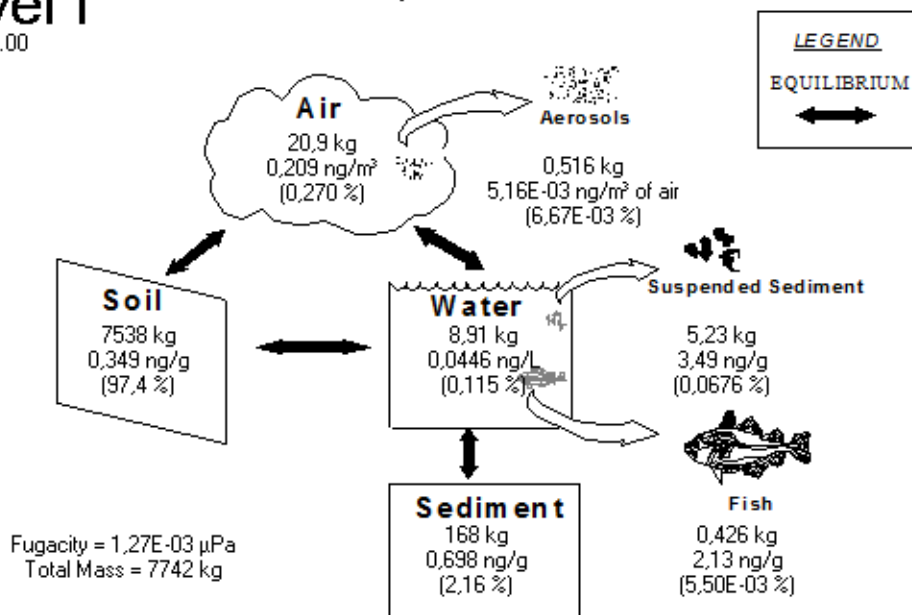 .00
LEGEND
EQUILIBRIUM
Air
20,9 kg
0,209 ng/m³
(0,270 %)
Aerosols
0,516 kg
5,16E-03 ng/m³ of air
(6,67E-03 %)
Soil
7538 kg
0,349 ng/g
(97,4 %)
Water
8,91 kg
0,0446 ng/L
(0,115 %)
Suspended Sediment
5,23 kg
3,49 ng/g
(0,0676 %)
Fish
0,426 kg
2,13 ng/g
(5,50E-03 %)
Sediment
168 kg
0,698 ng/g
(2,16 %)
Fugacity = 1,27E-03 µPa
Total Mass = 7742 kg